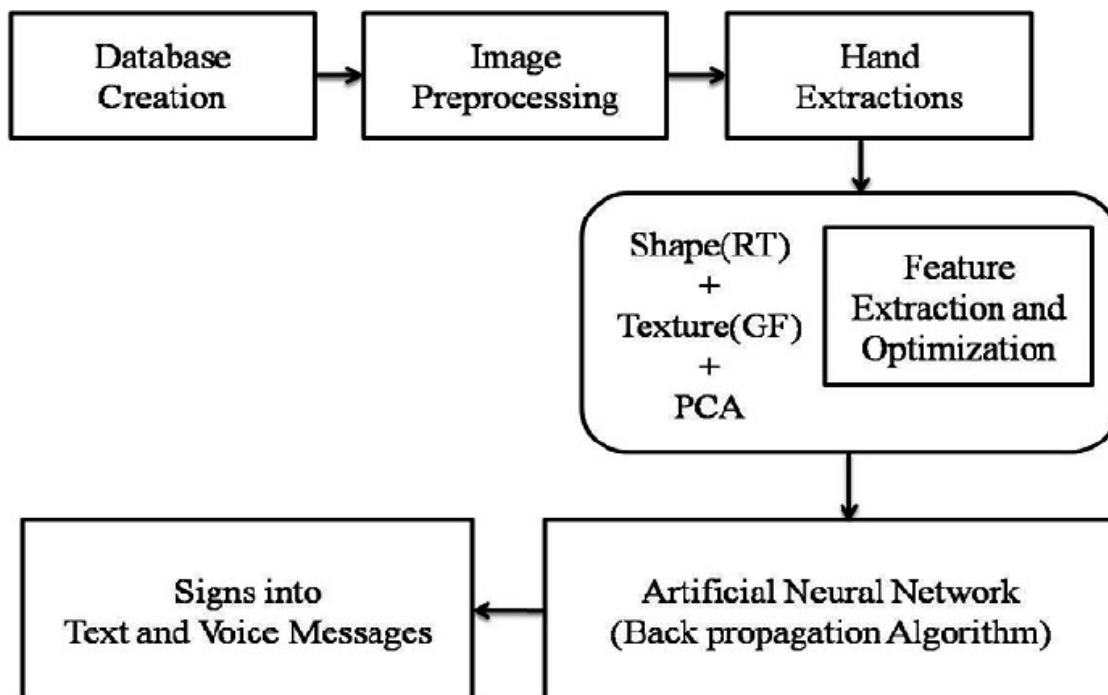 Database
Creation
Image
Preprocessing
Hand
Extractions
Shape(RT)
+
Texture(GF)
+
PCA
Feature
Extraction and
Optimization
Artificial Neural Network
(Back propagation Algorithm)
Signs into
Text and Voice Messages